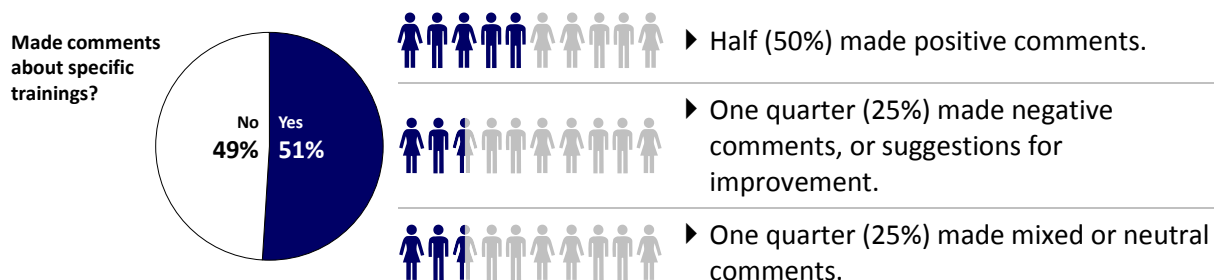 Made comments
about specific
trainings?
No
49%
Yes
51%
Half (50%) made positive comments.
One quarter (25%) made negative
comments, or suggestions for
improvement.
One quarter (25%) made mixed or neutral
comments.